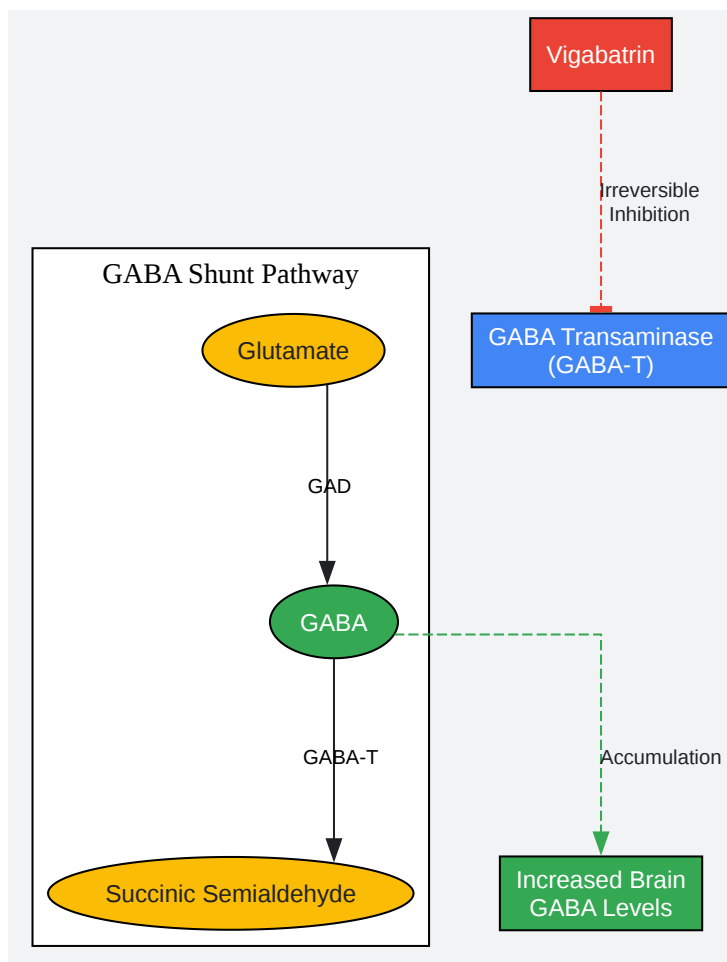 Vigabatrin
Irreversible
Inhibition
GABA Shunt Pathway
Glutamate
GABA Transaminase
(GABA-T)
GAD
GABA
GABA-T
Accumulation
Succinic Semialdehyde
Increased Brain
GABA Levels